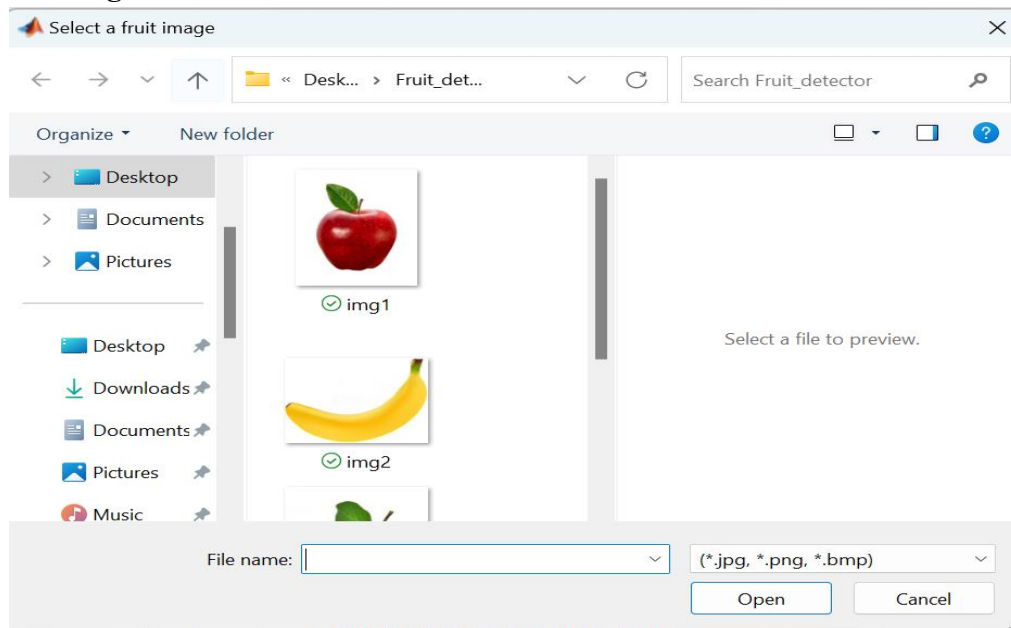 Select a fruit image
« Desk... > Fruit_det...
Search Fruit_detector
Organize
New folder
Desktop
Documents
Pictures
img1
Desktop
Downloads
Documents
Pictures
Music
img2
Select a file to preview.
File name:
(*.jpg, *.png, *.bmp)
Open
Cancel